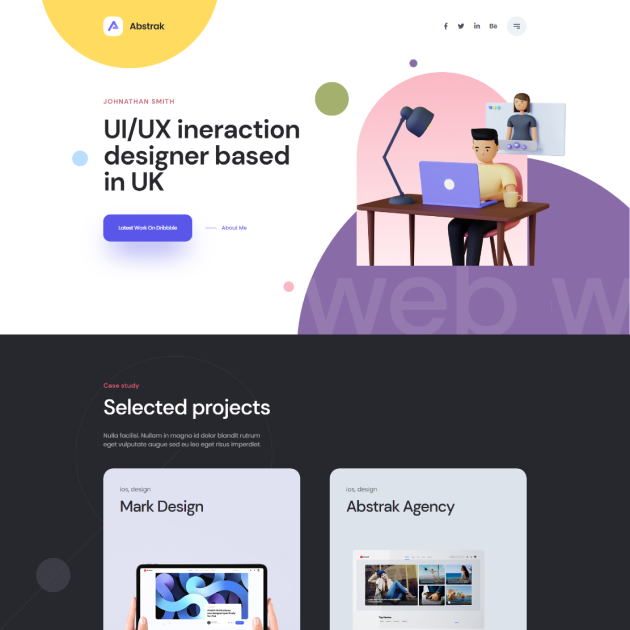 Abstrak
Bē
JOHNATHAN SMITH
UI/UX ineraction
designer based
in UK
Latest Work On Dribbble
About Me
web w
Case study
Selected projects
Nulla facilisi. Nullam in magna id dolor blandit rutrum
eget vulputate augue sed eu leo eget risus imperdiet.
ios, design
Mark Design
ios, design
Abstrak Agency